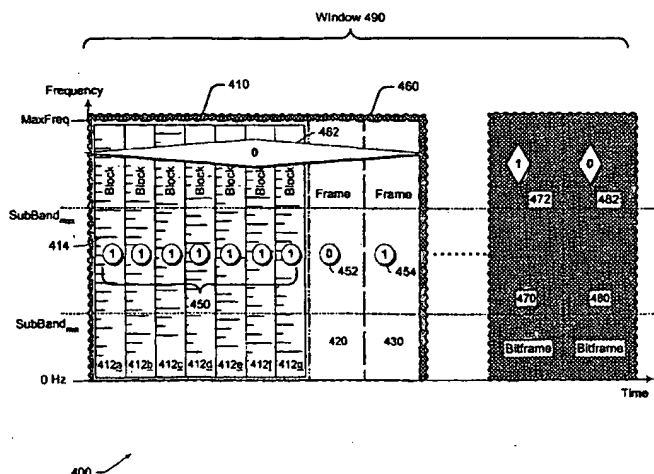 Window 490
Frequency
410
460
MaxFreq
462
0
1
0
Block
Block
Block
Block
Block
Block
Block
Frame
Frame
472
482
SubBand
414
1
1
1
1
1
1
1
0
1
450
452
454
470
480
SubBand
412a
412b
412c
412d
412e
412f
412g
420
430
Bitframe
Bitframe
0 Hz
Time
400